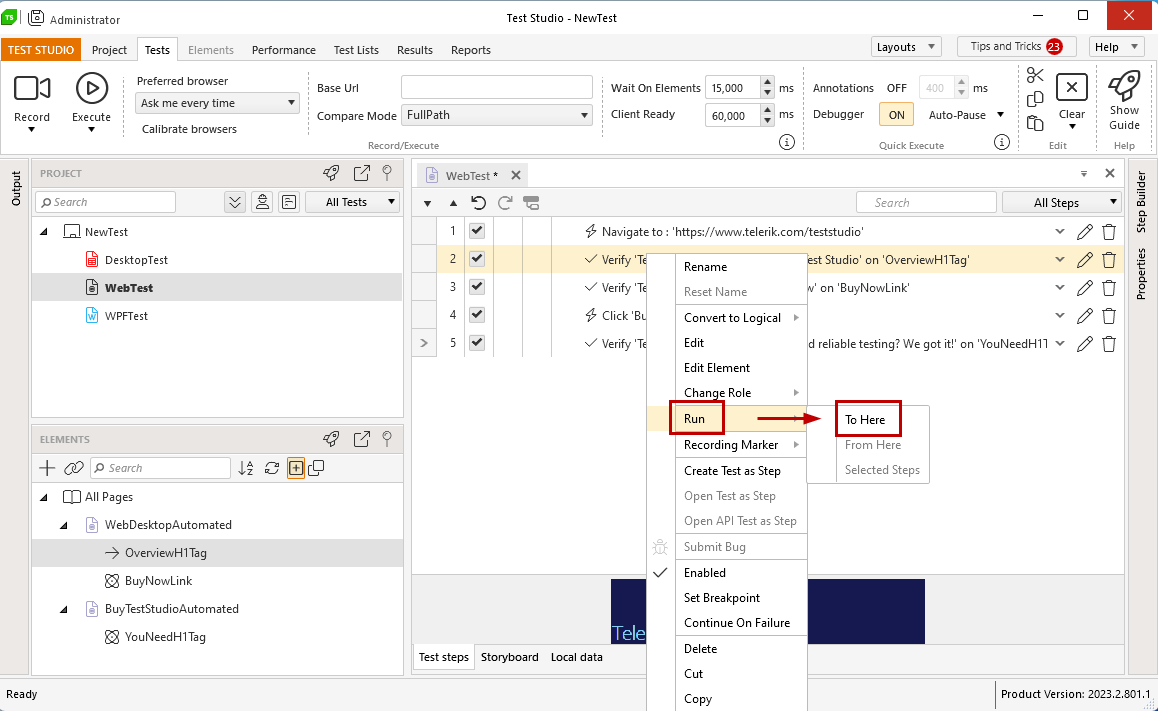 TS Administrator
Test Studio - NewTest
TEST STUDIO Project Tests Elements Performance Test Lists Results Reports
Layouts Tips and Tricks 23 Help
Record
Execute
Preferred browser
Ask me every time
Calibrate browsers
Base Url
Compare Mode FullPath
Record/Execute
Wait On Elements 15,000 ms
Client Ready 60,000 ms
Annotations OFF 400 ms
Debugger ON Auto-Pause
Quick Execute
Clear
Edit
Show
Guide
Help
Output
PROJECT
Search
All Tests
NewTest
DesktopTest
WebTest
WPFTest
ELEMENTS
Search
All Pages
WebDesktopAutomated
OverviewH1Tag
BuyNowLink
BuyTestStudioAutomated
YouNeedH1Tag
WebTest *
Search
All Steps
1 Navigate to : 'https://www.telerik.com/teststudio'
2 Verify 'Te est Studio' on 'OverviewH1Tag'
3 Verify 'Te w' on 'BuyNowLink'
4 Click 'Bu
5 Verify 'Te d reliable testing? We got it!' on 'YouNeedH1T
Rename
Reset Name
Convert to Logical
Edit
Edit Element
Change Role
Run
Recording Marker
Create Test as Step
Open Test as Step
Open API Test as Step
Submit Bug
Enabled
Set Breakpoint
Continue On Failure
Delete
Cut
Copy
To Here
From Here
Selected Steps
Tele
Test steps Storyboard Local data
Step Builder
Properties
Ready
Product Version: 2023.2.801.1